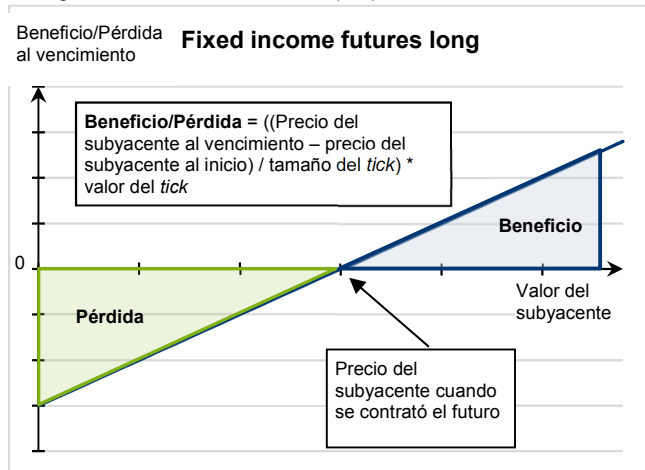 Beneficio/Pérdida
al vencimiento
Fixed income futures long
Beneficio/Pérdida = ((Precio del
subyacente al vencimiento – precio del
subyacente al inicio) / tamaño del tick) *
valor del tick
Beneficio
0
Valor del
subyacente
Pérdida
Precio del
subyacente cuando
se contrató el futuro